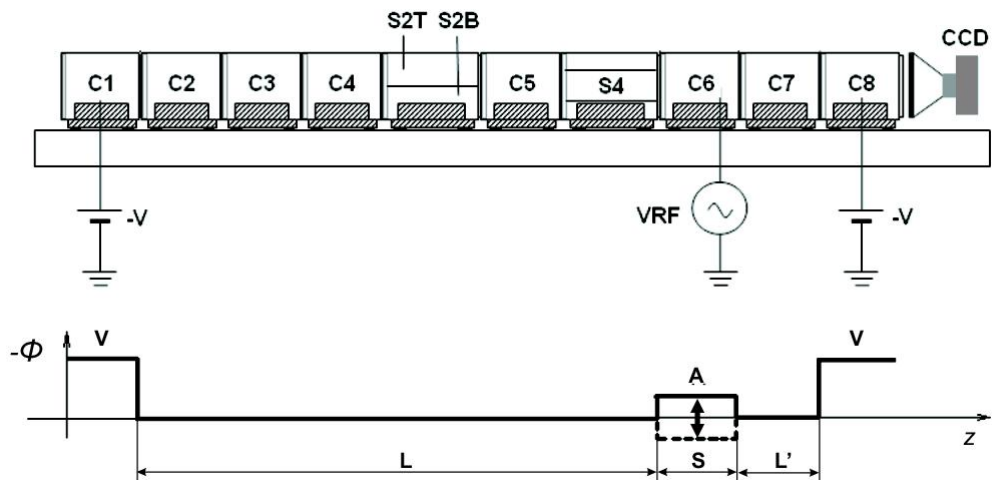 S2T S2B
CCD
C1 C2 C3 C4 C5 S4 C6 C7 C8
-V
VRF
-V
-Φ
V
A
V
z
L
S
L'